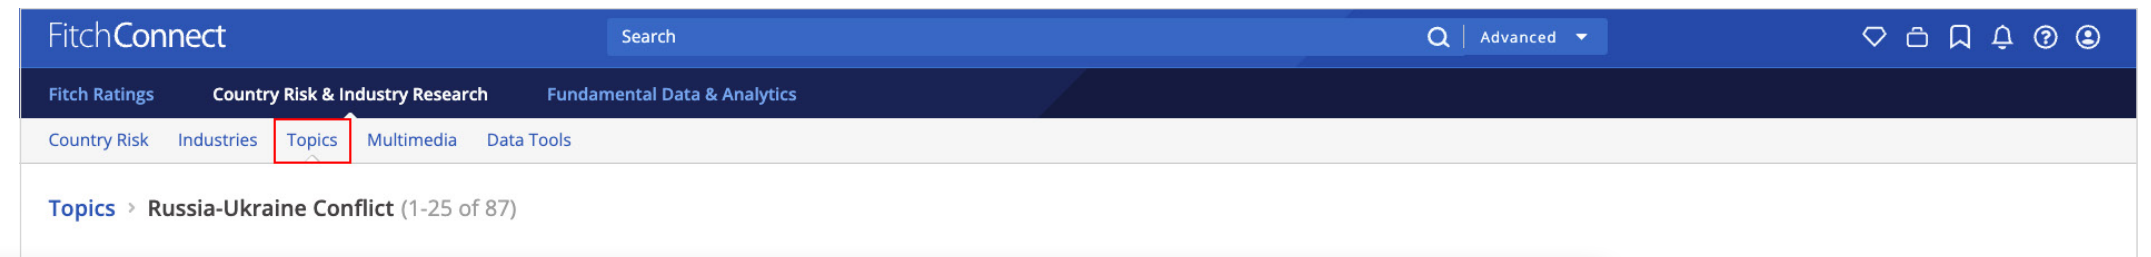 FitchConnect Search Advanced
Fitch Ratings Country Risk & Industry Research Fundamental Data & Analytics
Country Risk Industries Topics Multimedia Data Tools
Topics > Russia-Ukraine Conflict (1-25 of 87)